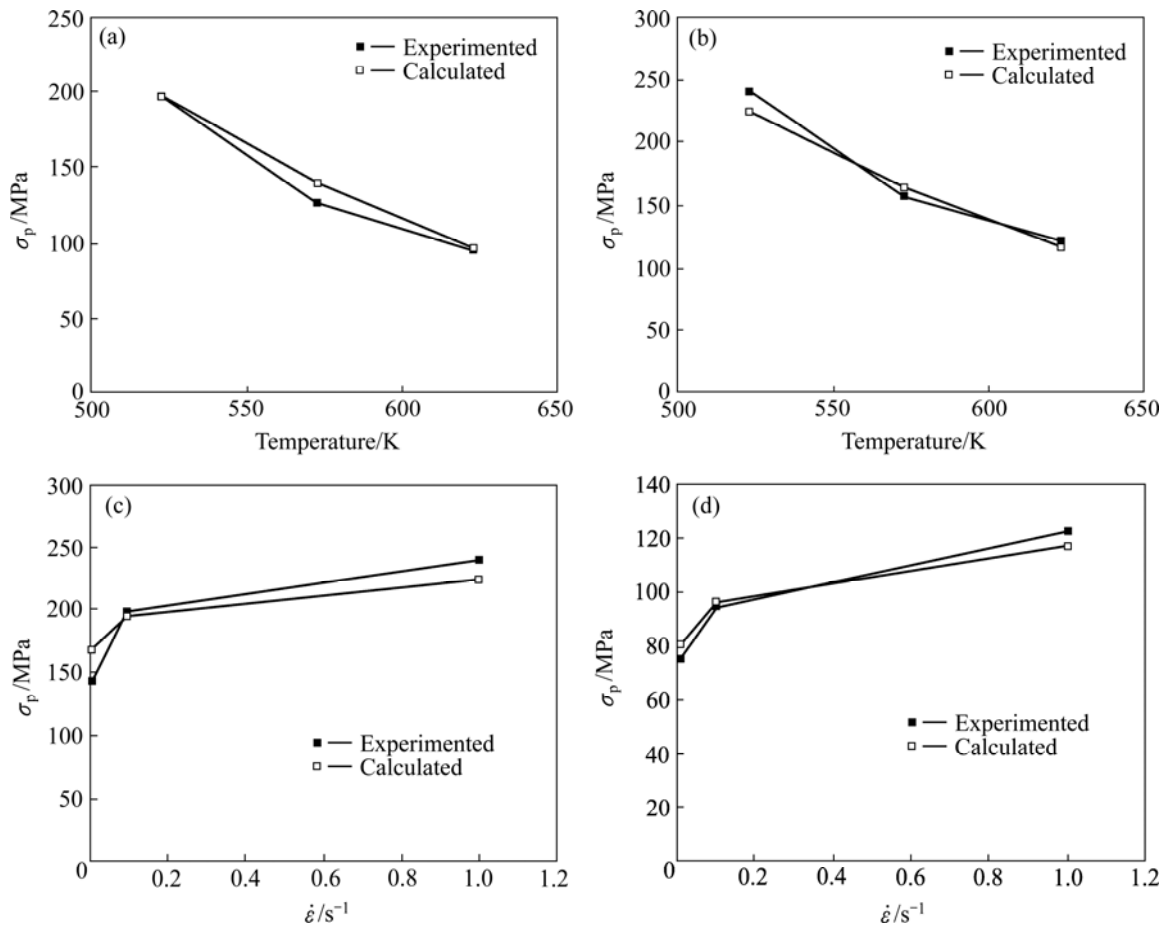 (a)
Experimented
Calculated
250
200
150
100
50
0
σp/MPa
500 550 600 650
Temperature/K
(b)
Experimented
Calculated
300
250
200
150
100
50
0
σp/MPa
500 550 600 650
Temperature/K
(c)
Experimented
Calculated
300
250
200
150
100
50
0
σp/MPa
0.2 0.4 0.6 0.8 1.0 1.2
ε̇/s⁻¹
(d)
Experimented
Calculated
140
120
100
80
60
40
20
0
σp/MPa
0.2 0.4 0.6 0.8 1.0 1.2
ε̇/s⁻¹